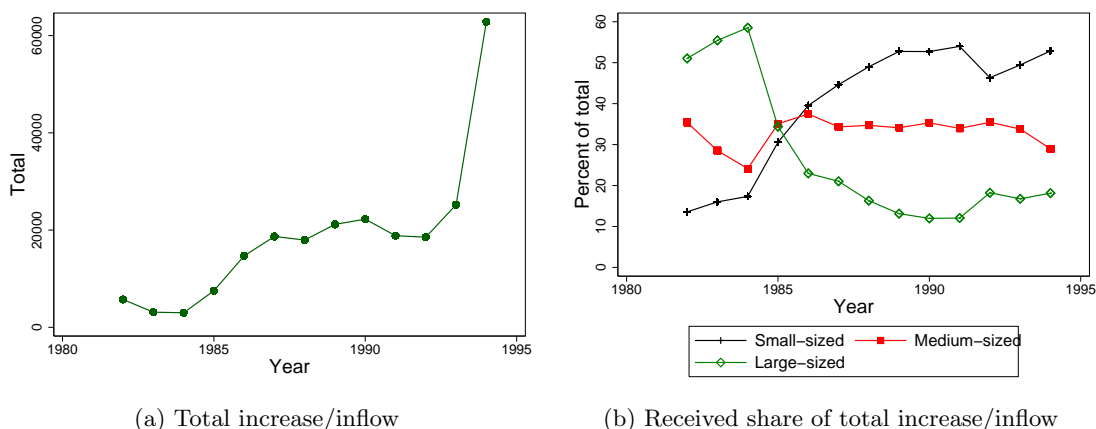 Total
0
20000
40000
60000
1980
1985
1990
1995
Year
(a) Total increase/inflow
Percent of total
0
10
20
30
40
50
60
1980
1985
1990
1995
Year
Small−sized
Medium−sized
Large−sized
(b) Received share of total increase/inflow